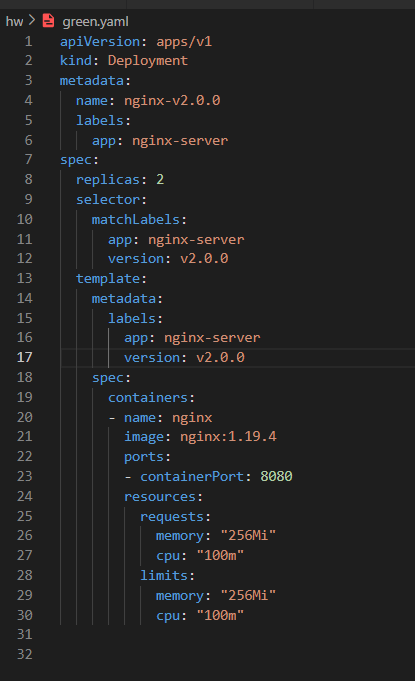 hw > green.yaml
1 apiVersion: apps/v1
2 kind: Deployment
3 metadata:
4   name: nginx-v2.0.0
5   labels:
6     app: nginx-server
7 spec:
8   replicas: 2
9   selector:
10     matchLabels:
11       app: nginx-server
12       version: v2.0.0
13   template:
14     metadata:
15       labels:
16         app: nginx-server
17         version: v2.0.0
18     spec:
19       containers:
20       - name: nginx
21         image: nginx:1.19.4
22         ports:
23         - containerPort: 8080
24         resources:
25           requests:
26             memory: "256Mi"
27             cpu: "100m"
28           limits:
29             memory: "256Mi"
30             cpu: "100m"
31
32